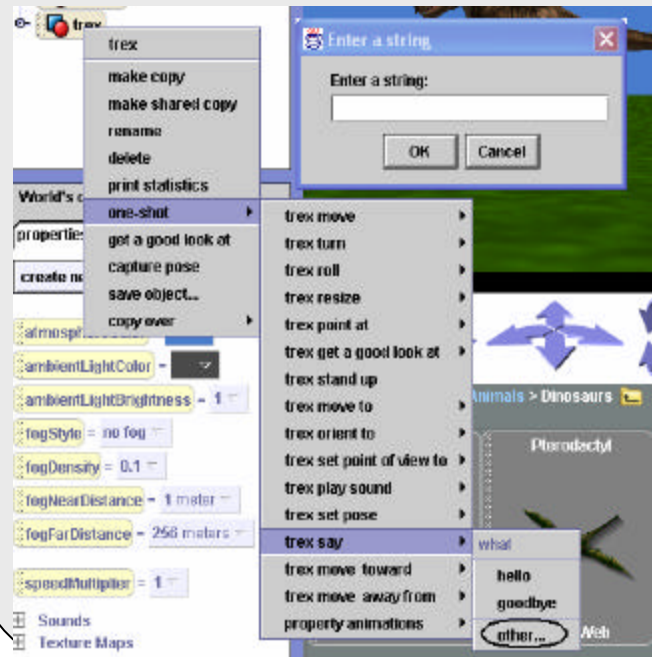 trex
trex
make copy
make shared copy
rename
delete
print statistics
one-shot
get a good look at
capture pose
save object...
copy over
Enter a string
Enter a string:
OK
Cancel
World's
create
ambientLightColor =
ambientLightBrightness = 1
fogStyle = no fog
fogDensity = 0.1
fogNearDistance = 1 meter
fogFarDistance = 256 meters
speedMultiplier = 1
Sounds
Texture Maps
trex move
trex turn
trex roll
trex resize
trex point at
trex get a good look at
trex stand up
trex move to
trex orient to
trex set point of view to
trex play sound
trex set pose
trex say
trex move toward
trex move away from
property animations
what
hello
goodbye
other...
Animals > Dinosaurs
Pterodactyl
Web